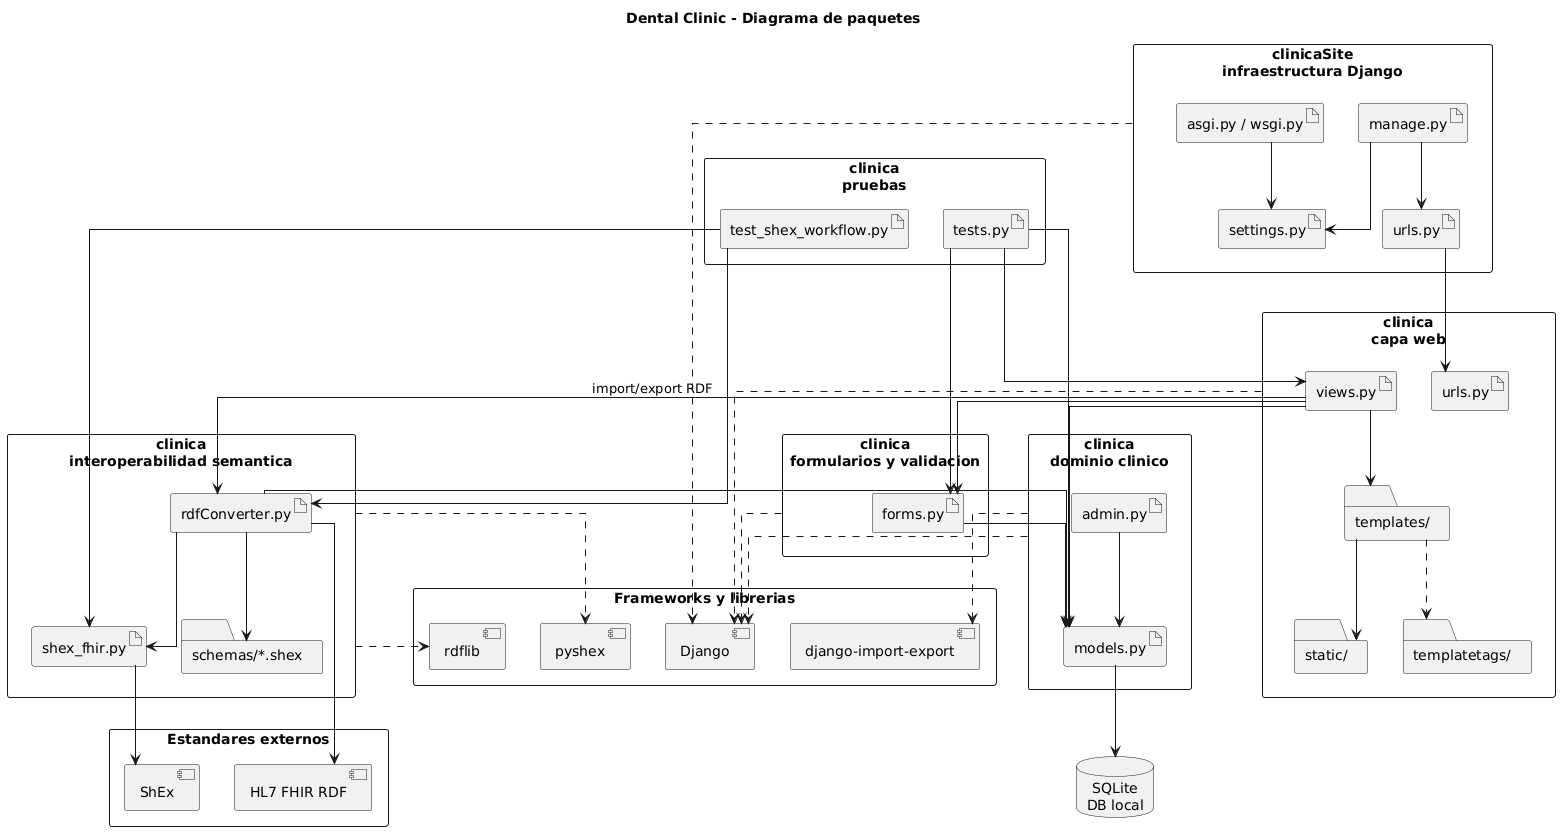 Dental Clinic - Diagrama de paquetes
clinicaSite
infraestructura Django
asgi.py / wsgi.py
manage.py
settings.py
urls.py
clinica
pruebas
test_shex_workflow.py
tests.py
clinica
capa web
views.py
urls.py
templates/
static/
templatetags/
import/export RDF
clinica
interoperabilidad semantica
rdfConverter.py
shex_fhir.py
schemas/*.shex
clinica
formularios y validacion
forms.py
clinica
dominio clinico
admin.py
models.py
Frameworks y librerias
rdflib
pyshex
Django
django-import-export
Estandares externos
ShEx
HL7 FHIR RDF
SQLite
DB local